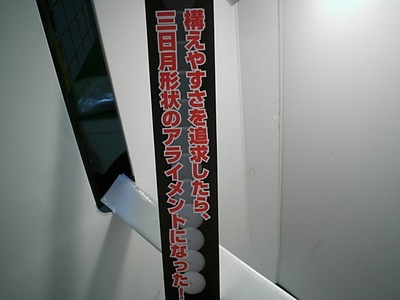 構えやすさを追求したら、
三日月形状のアライメントになった！